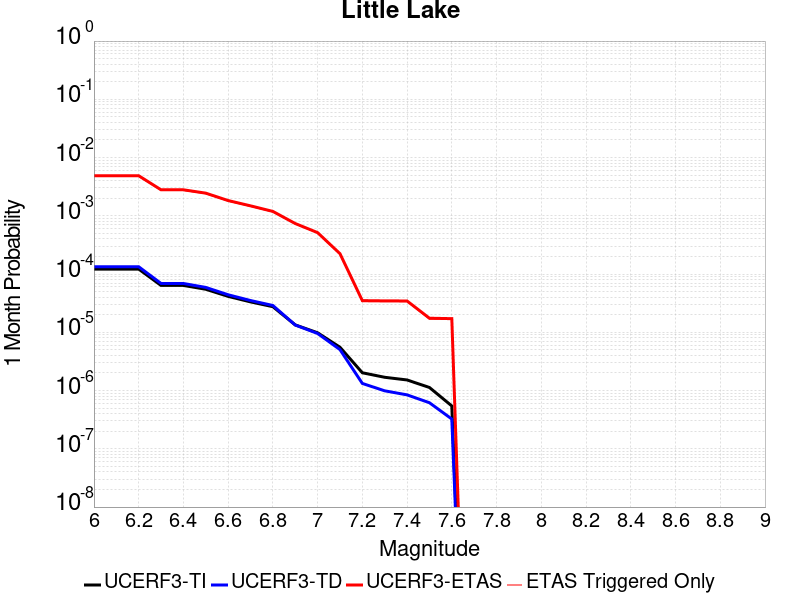 Little Lake
10^0
10^-1
10^-2
10^-3
10^-4
10^-5
10^-6
10^-7
10^-8
1 Month Probability
6 6.2 6.4 6.6 6.8 7 7.2 7.4 7.6 7.8 8 8.2 8.4 8.6 8.8 9
Magnitude
UCERF3-TI UCERF3-TD UCERF3-ETAS ETAS Triggered Only